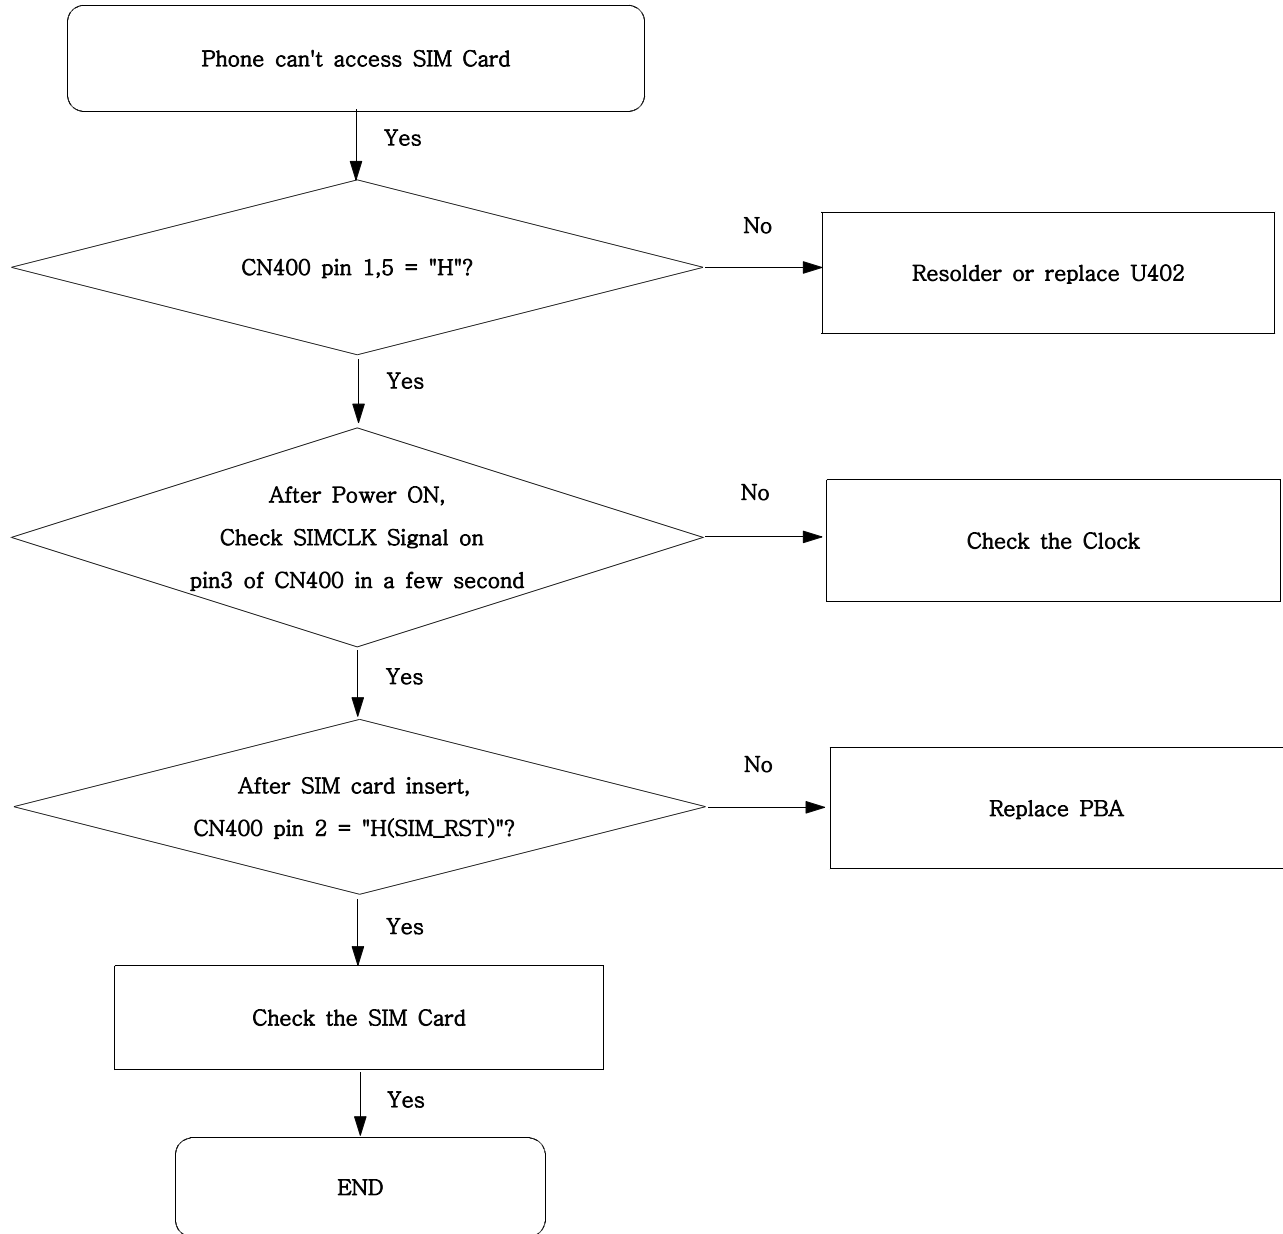 Phone can't access SIM Card
Yes
CN400 pin 1,5 = "H"?
No
Resolder or replace U402
Yes
After Power ON,
Check SIMCLK Signal on
pin3 of CN400 in a few second
No
Check the Clock
Yes
After SIM card insert,
CN400 pin 2 = "H(SIM_RST)"?
No
Replace PBA
Yes
Check the SIM Card
Yes
END